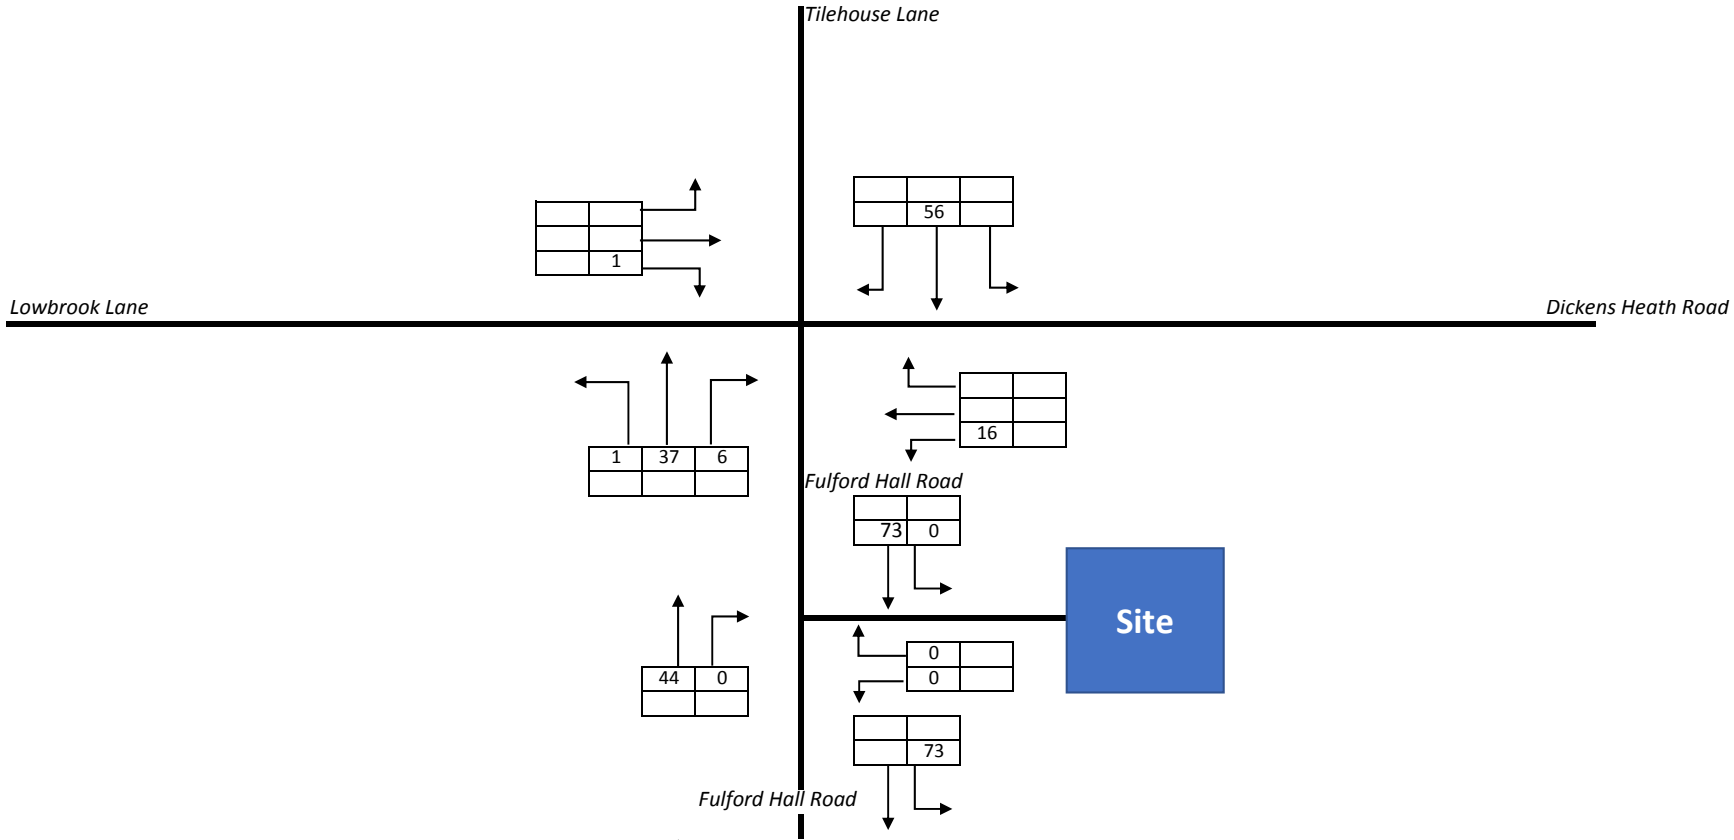 Tilehouse Lane
56
1
Lowbrook Lane
Dickens Heath Road
16
1 37 6
Fulford Hall Road
73 0
Site
0
44 0
0
73
Fulford Hall Road